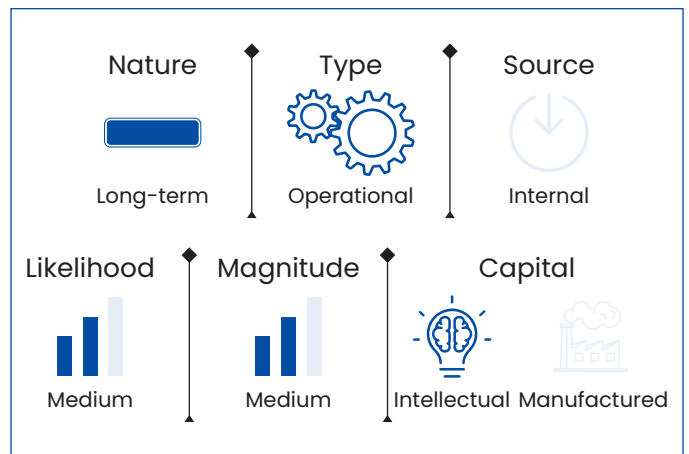 Nature Type Source
Long-term Operational Internal
Likelihood Magnitude Capital
Medium Medium Intellectual Manufactured